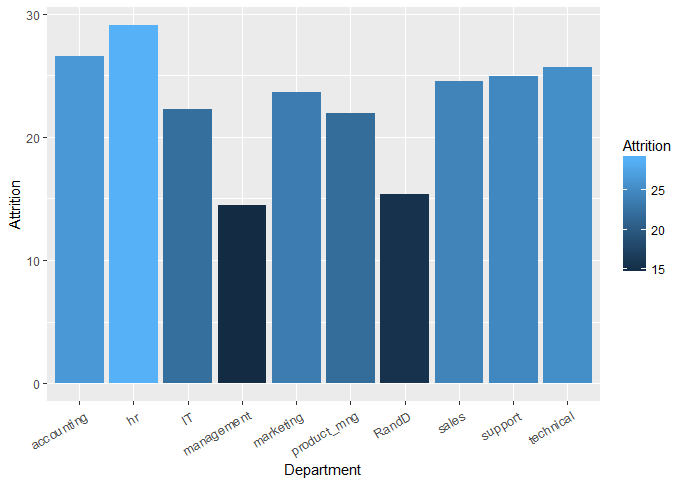 30
20
10
0
Attrition
accounting
hr
IT
management
marketing
product_mng
RandD
sales
support
technical
Department
Attrition
25
20
15